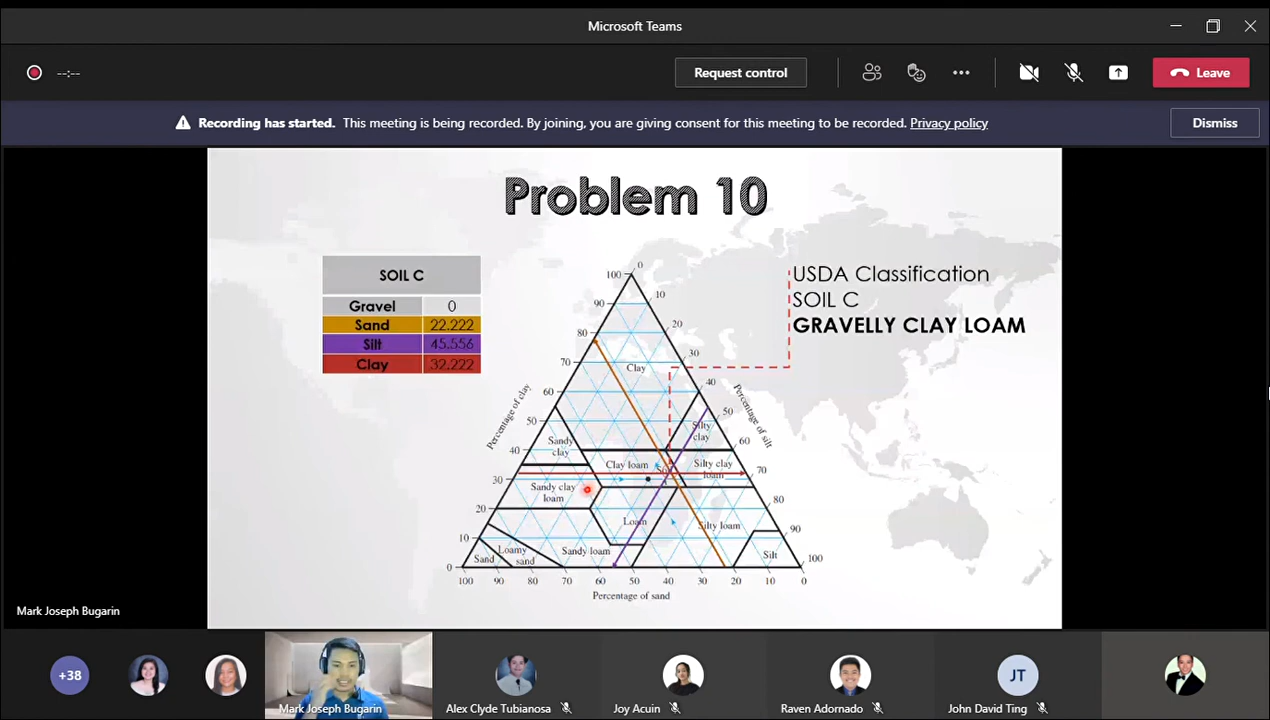 Microsoft Teams
--:--
Request control
Leave
Recording has started. This meeting is being recorded. By joining, you are giving consent for this meeting to be recorded. Privacy policy
Dismiss
Problem 10
SOIL C
Gravel 0
Sand 22.222
Silt 45.556
Clay 32.222
USDA Classification
SOIL C
GRAVELLY CLAY LOAM
0
100
10
90
20
80
30
70
Clay
40
60
50
50
Percentage of clay
Percentage of silt
Silty
clay
60
Sandy
clay
40
Clay loam
Silty clay
loam
70
30
Sandy clay
loam
80
20
Loam
Silty loam
90
10
Sandy loam
Silt
Loamy
sand
Sand
100
0
100 90 80 70 60 50 40 30 20 10 0
Percentage of sand
Mark Joseph Bugarin
+38
Mark Joseph Bugarin
Alex Clyde Tubianosa
Joy Acuin
Raven Adornado
JT
John David Ting